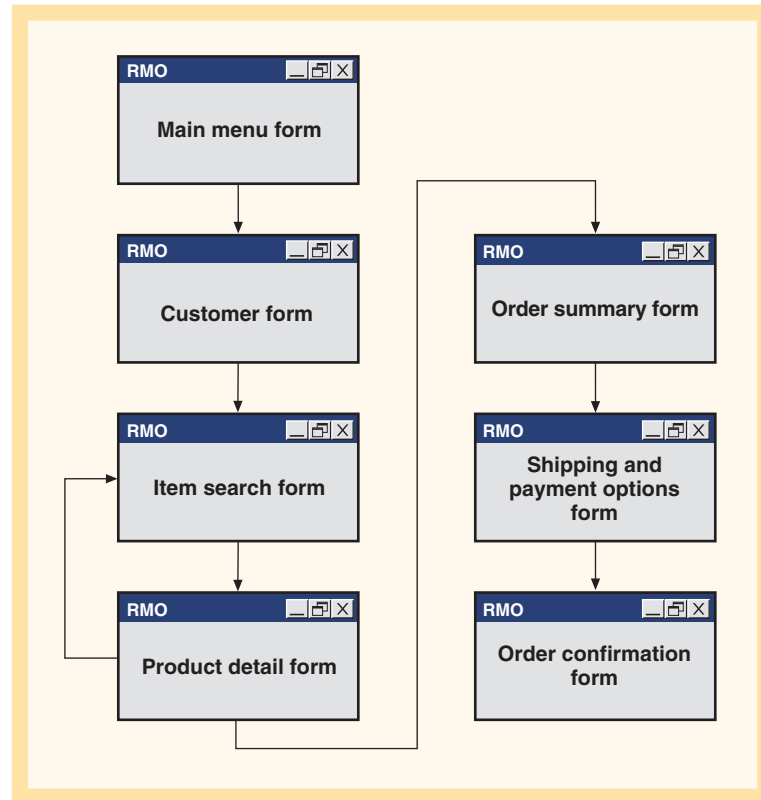 RMO
Main menu form
RMO
Customer form
RMO
Item search form
RMO
Product detail form
RMO
Order summary form
RMO
Shipping and
payment options
form
RMO
Order confirmation
form